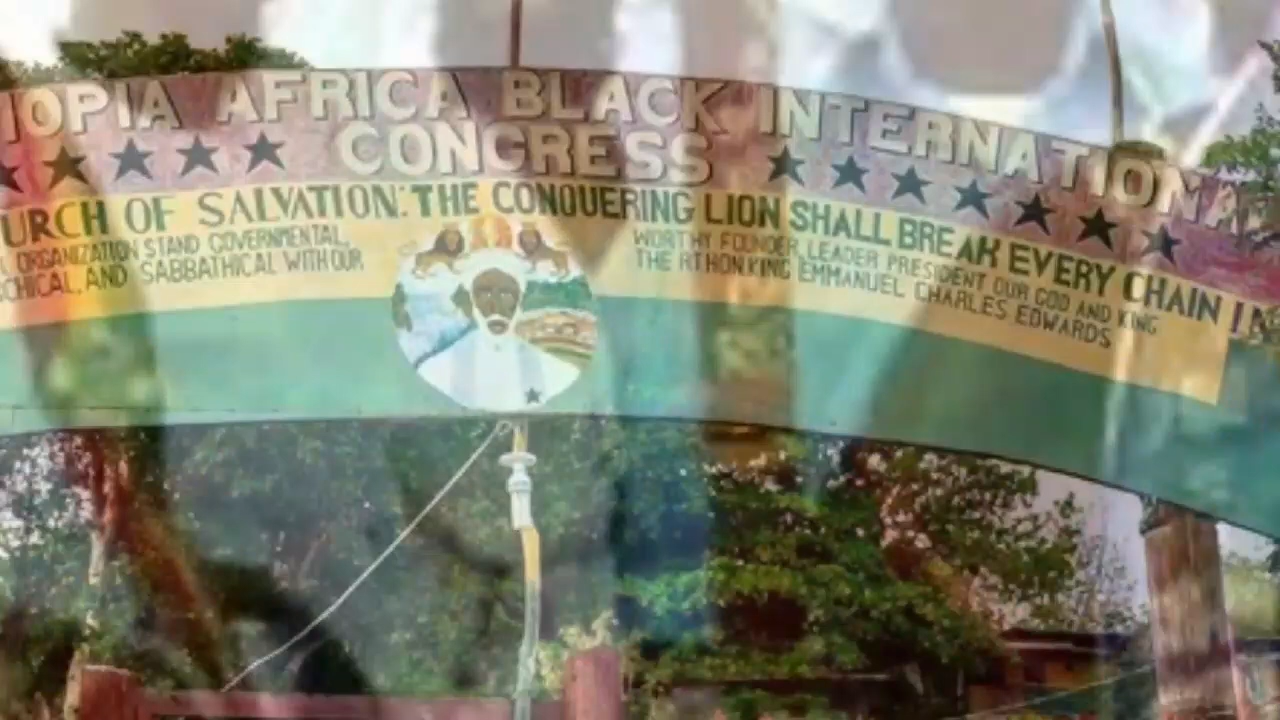 IOPIA AFRICA BLACK INTERNATIONA
CONGRESS
URCH OF SALVATION: THE CONQUERING LION SHALL BREAK EVERY CHAIN
ORGANIZATION STAND GOVERNMENTAL,
CHICAL, AND SABBATHICAL WITH OUR
WORTHY FOUNDER, LEADER PRESIDENT OUR GOD AND KING
THE RT HON KING EMMANUEL CHARLES EDWARDS